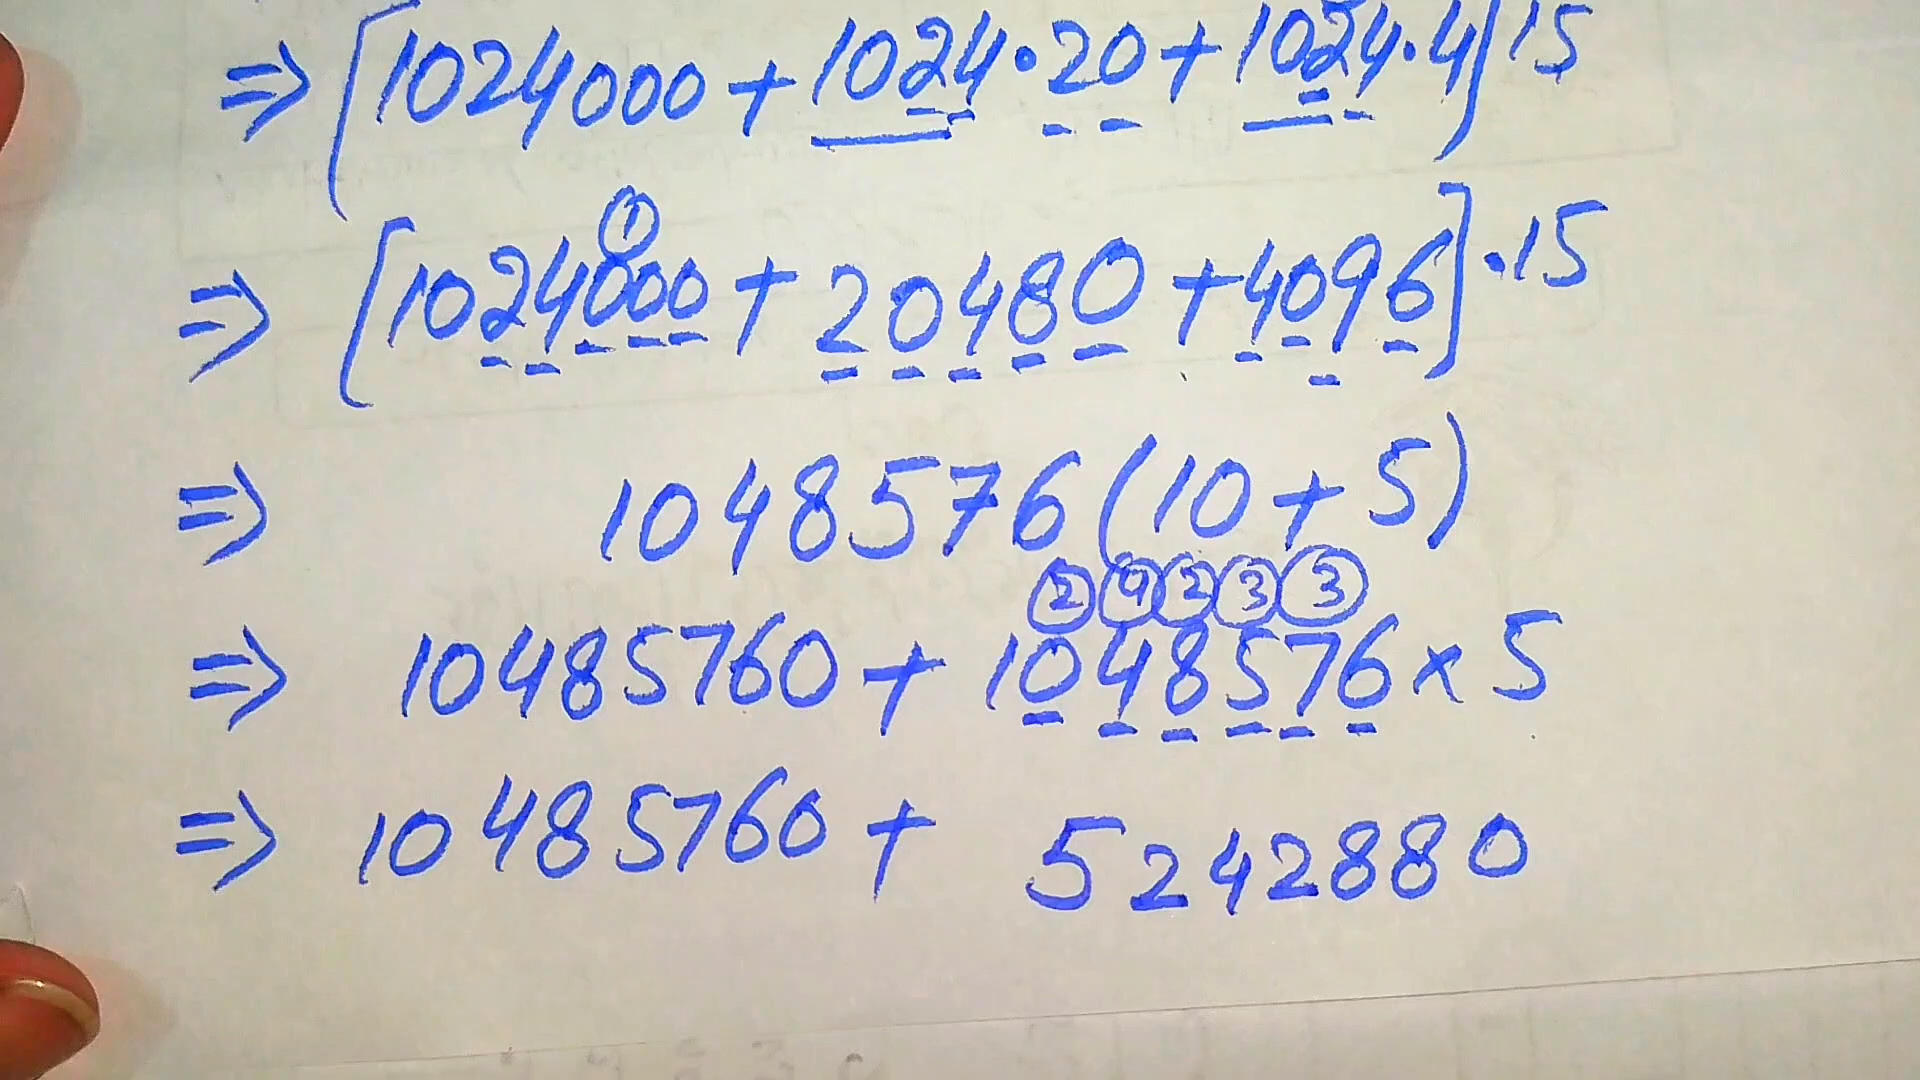 ⇒ [1024000 + 1024·20 + 1024·4] 15
①
⇒ [1024000 + 20480 + 4096]·15
⇒ 1048576(10 + 5)
② ④ ② ③ ③
⇒ 10485760 + 1048576 × 5
⇒ 10485760 + 5242880